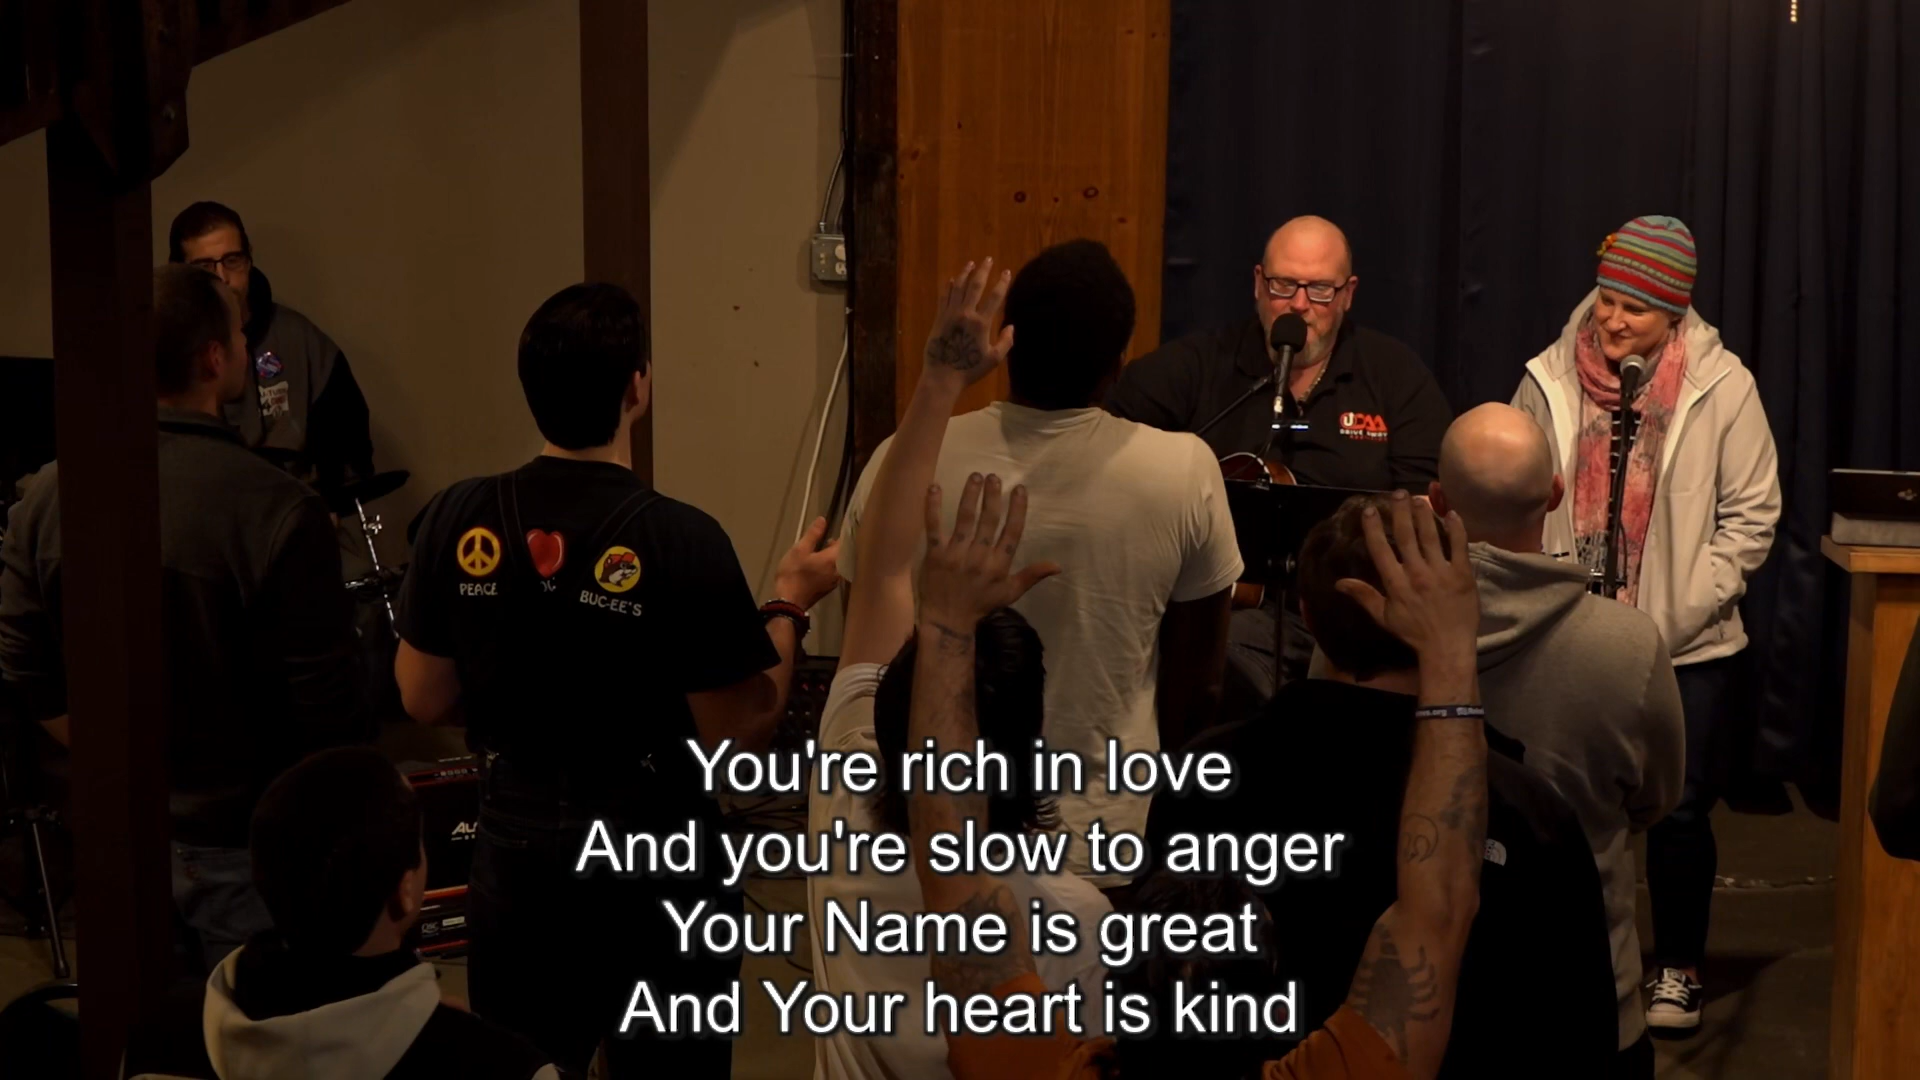 PEACE
BUC-EE'S
UCAA
You're rich in love
And you're slow to anger
Your Name is great
And Your heart is kind